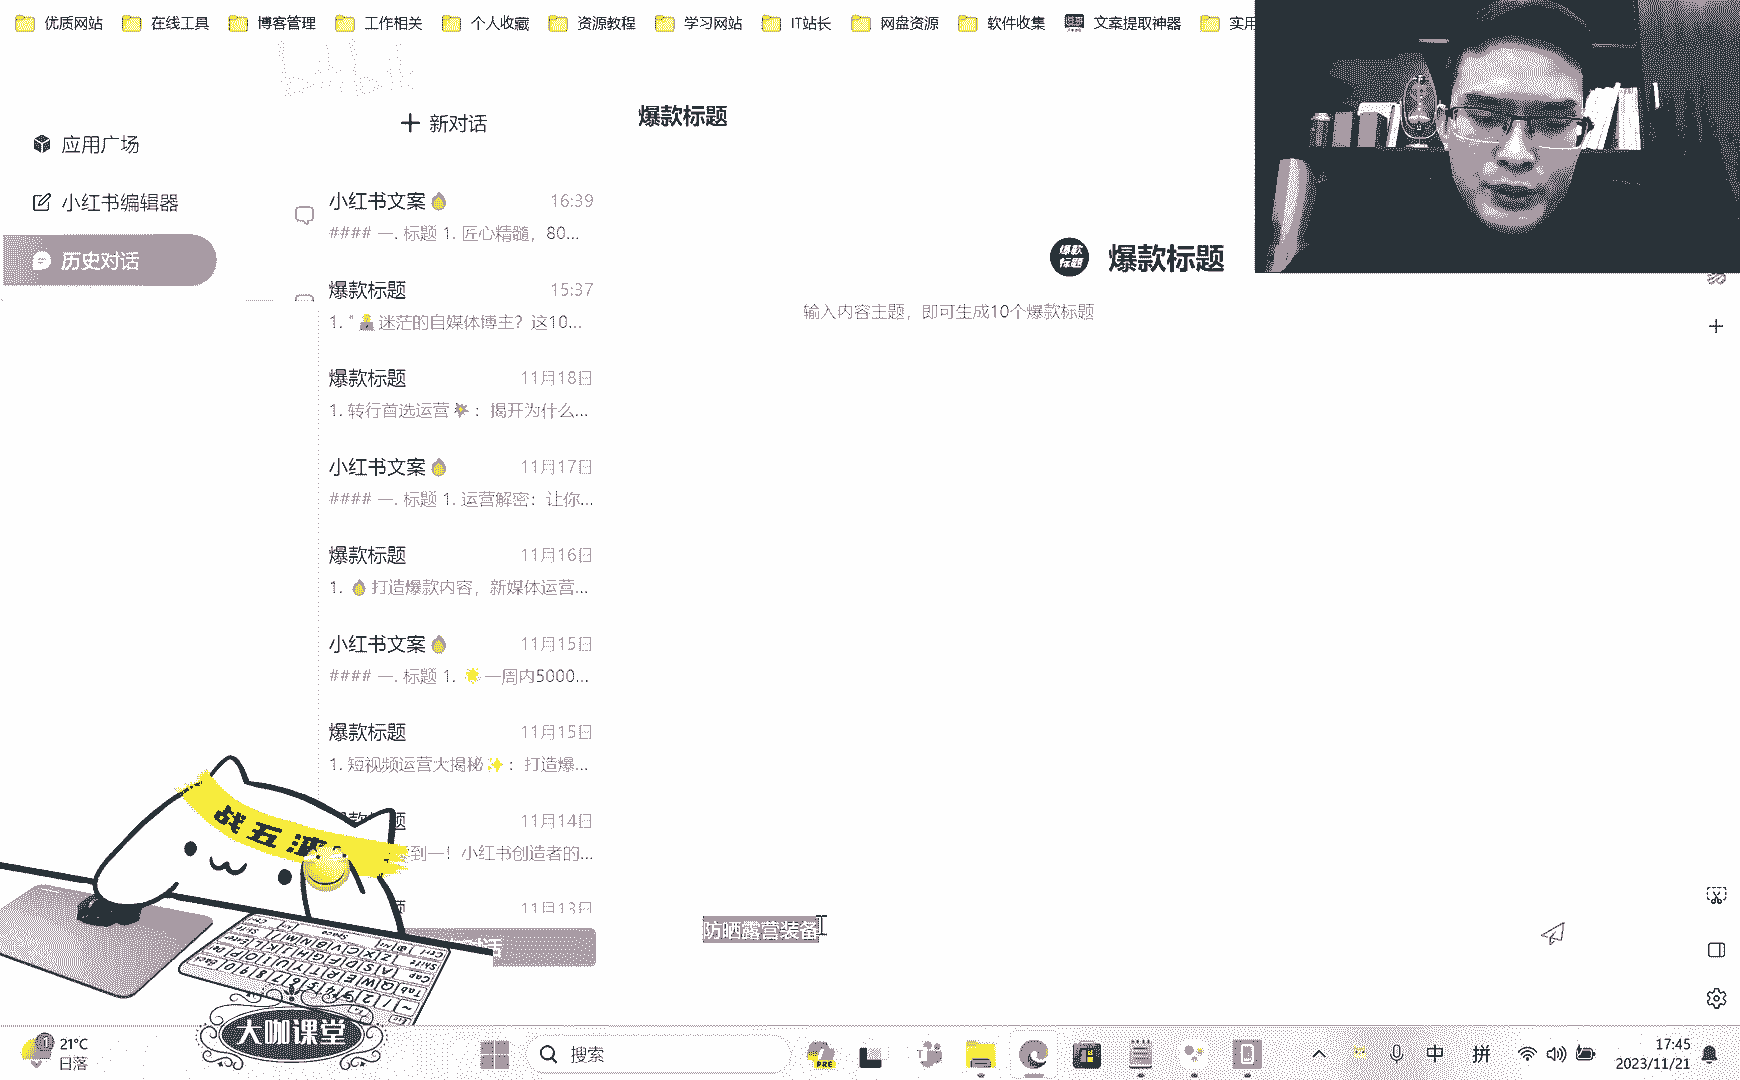 优质网站 在线工具 博客管理 工作相关 个人收藏 资源教程 学习网站 IT站长 网盘资源 软件收集 文案提取神器 实用
bilibili
应用广场
小红书编辑器
历史对话
新对话
小红书文案 16:39
#### 一. 标题 1. 匠心精髓，80...
爆款标题 15:37
1. " 迷茫的自媒体博主？这10...
爆款标题 11月18日
1. 转行首选运营 ：揭开为什么...
小红书文案 11月17日
#### 一. 标题 1. 运营解密：让你...
爆款标题 11月16日
1. 打造爆款内容，新媒体运营...
小红书文案 11月15日
#### 一. 标题 1. 一周内5000...
爆款标题 11月15日
1. 短视频运营大揭秘 ：打造爆...
题 11月14日
到一！小红书创造者的...
11月13日
爆款标题
爆款标题
爆款标题
输入内容主题，即可生成10个爆款标题
防晒露营装备
战五渣
大咖课堂
21°C
日落
搜索
PRE
中
拼
17:45
2023/11/21